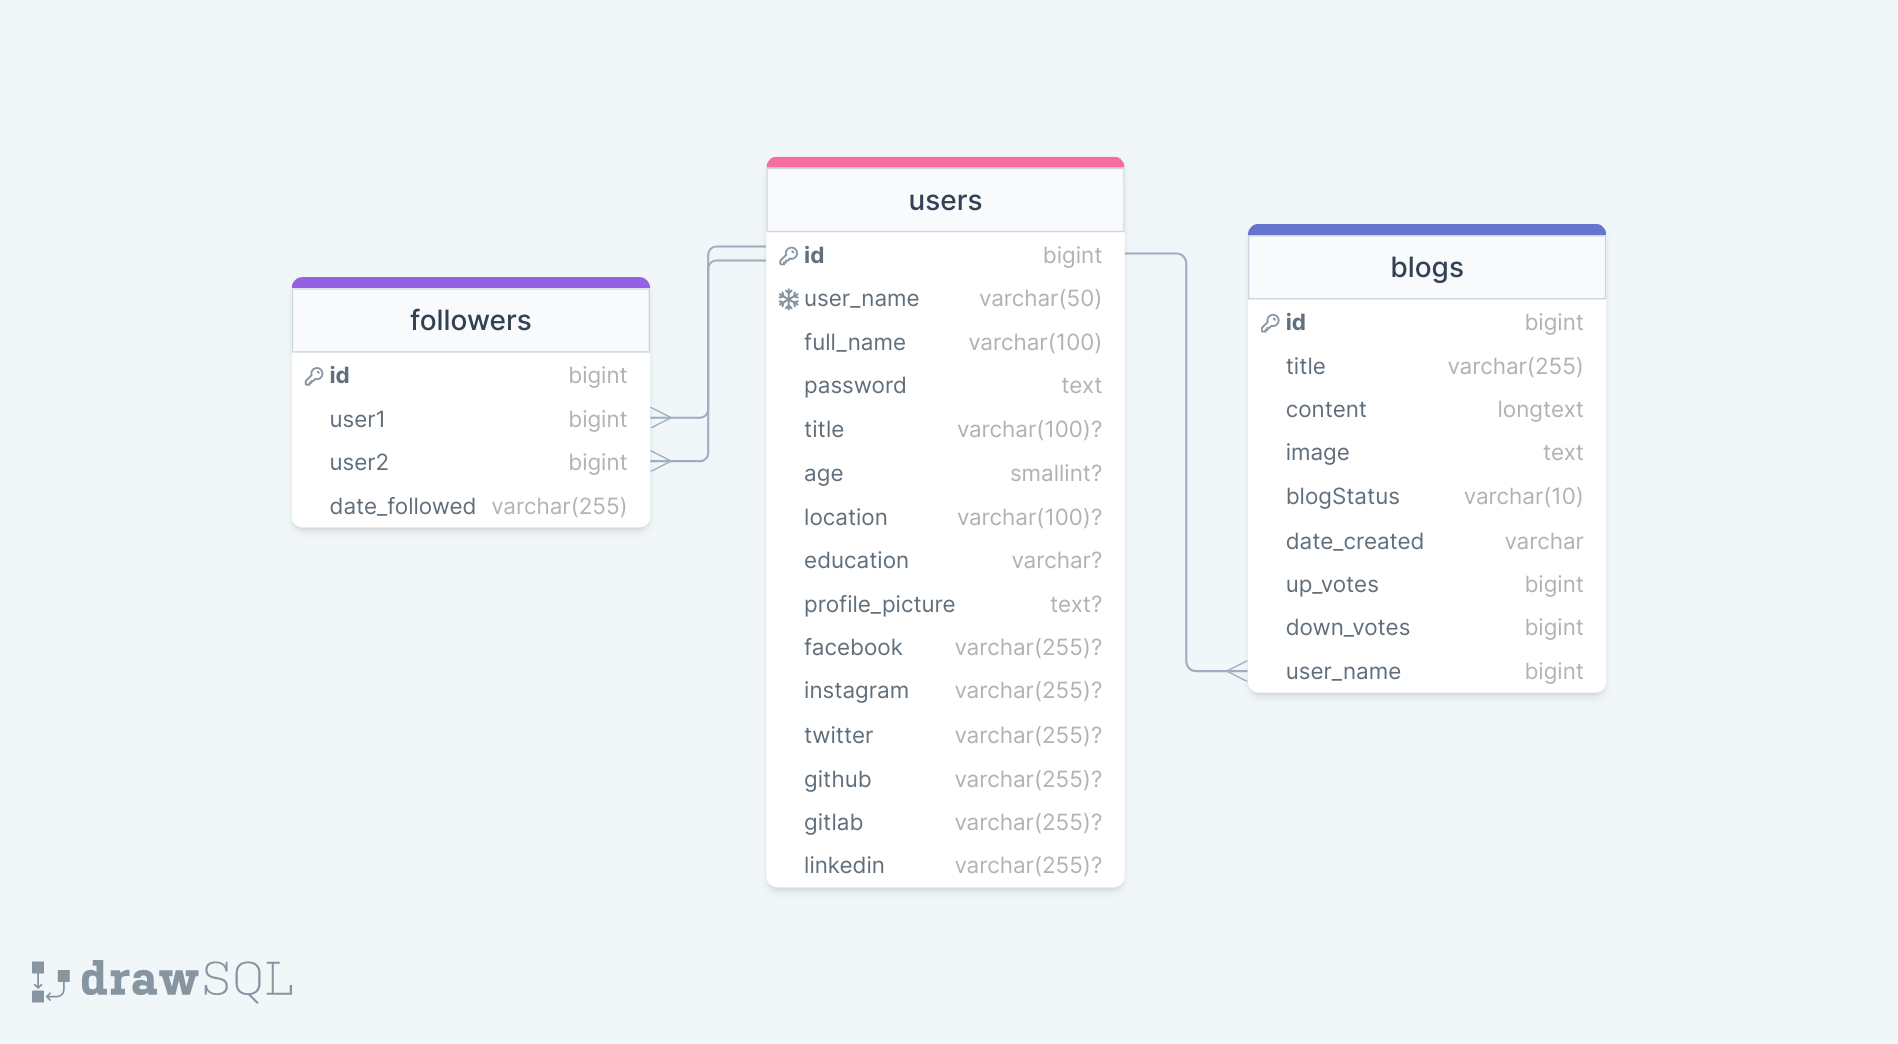 followers
id bigint
user1 bigint
user2 bigint
date_followed varchar(255)
users
id bigint
user_name varchar(50)
full_name varchar(100)
password text
title varchar(100)?
age smallint?
location varchar(100)?
education varchar?
profile_picture text?
facebook varchar(255)?
instagram varchar(255)?
twitter varchar(255)?
github varchar(255)?
gitlab varchar(255)?
linkedin varchar(255)?
blogs
id bigint
title varchar(255)
content longtext
image text
blogStatus varchar(10)
date_created varchar
up_votes bigint
down_votes bigint
user_name bigint
drawSQL